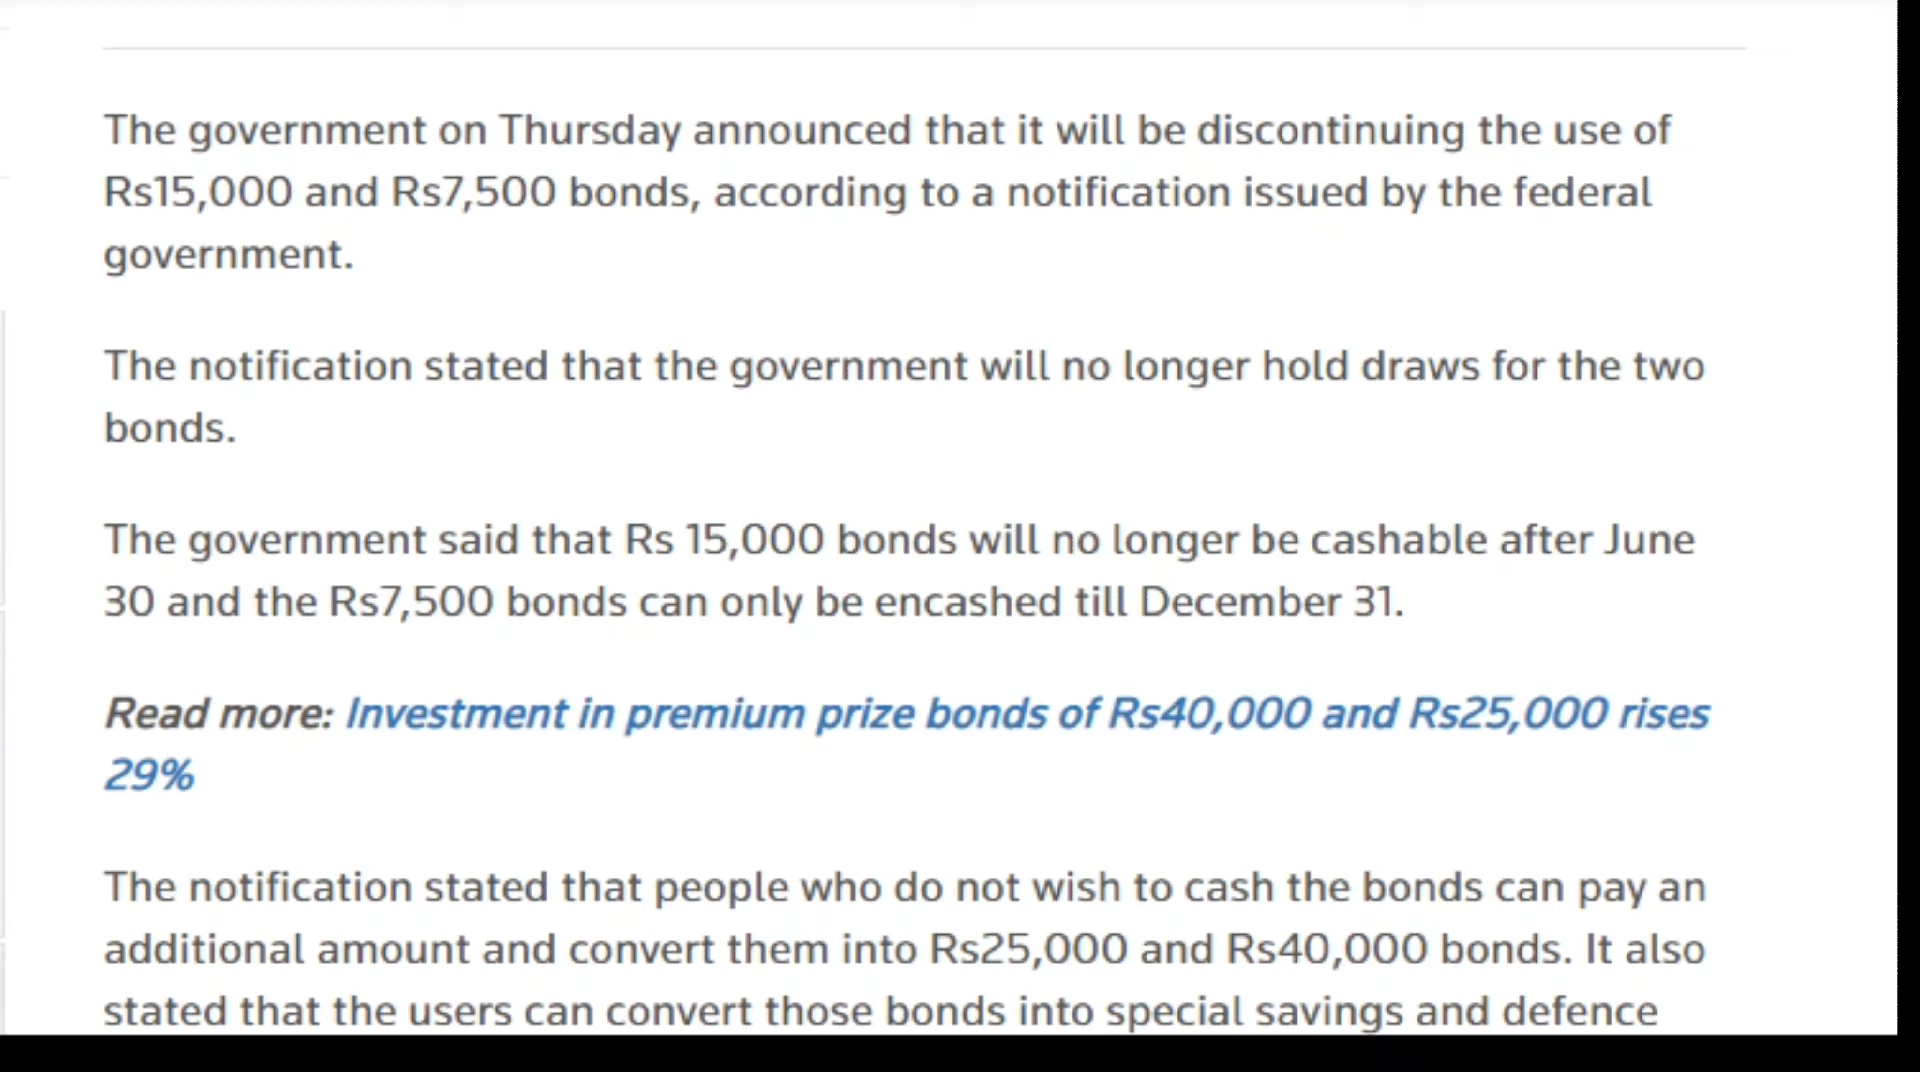 The government on Thursday announced that it will be discontinuing the use of
Rs15,000 and Rs7,500 bonds, according to a notification issued by the federal
government.
The notification stated that the government will no longer hold draws for the two
bonds.
The government said that Rs 15,000 bonds will no longer be cashable after June
30 and the Rs7,500 bonds can only be encashed till December 31.
Read more: Investment in premium prize bonds of Rs40,000 and Rs25,000 rises
29%
The notification stated that people who do not wish to cash the bonds can pay an
additional amount and convert them into Rs25,000 and Rs40,000 bonds. It also
stated that the users can convert those bonds into special savings and defence